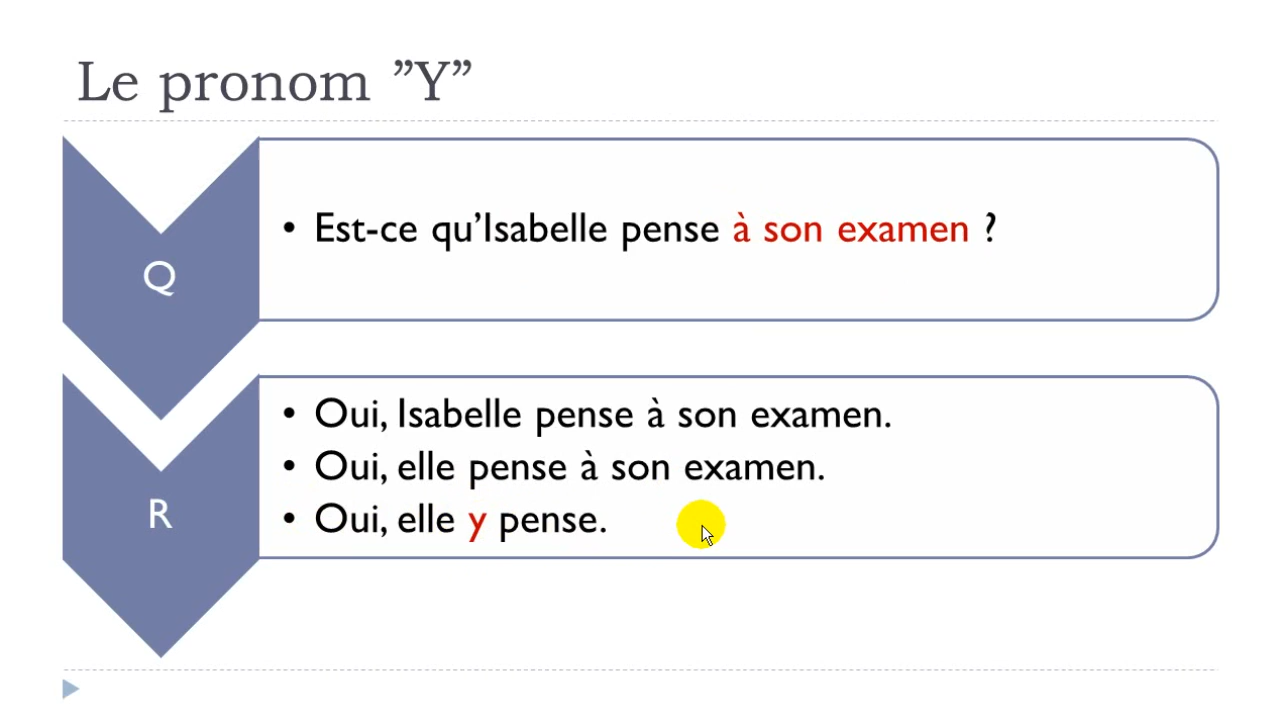 Le pronom ”Y”
Q
• Est-ce qu’Isabelle pense à son examen ?
R
• Oui, Isabelle pense à son examen.
• Oui, elle pense à son examen.
• Oui, elle y pense.